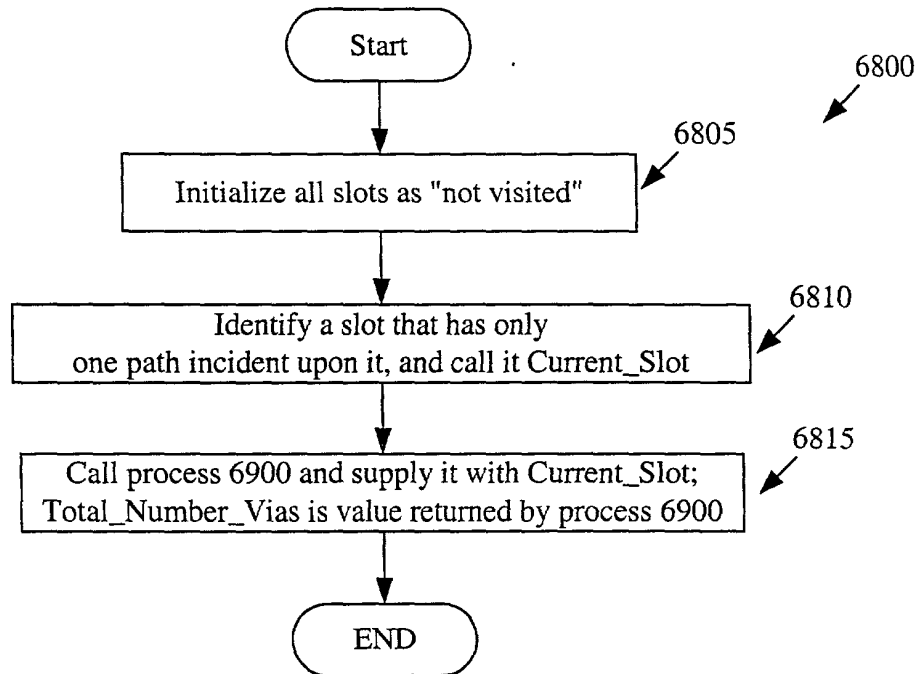 Start
6800
6805
Initialize all slots as "not visited"
6810
Identify a slot that has only
one path incident upon it, and call it Current_Slot
6815
Call process 6900 and supply it with Current_Slot;
Total_Number_Vias is value returned by process 6900
END